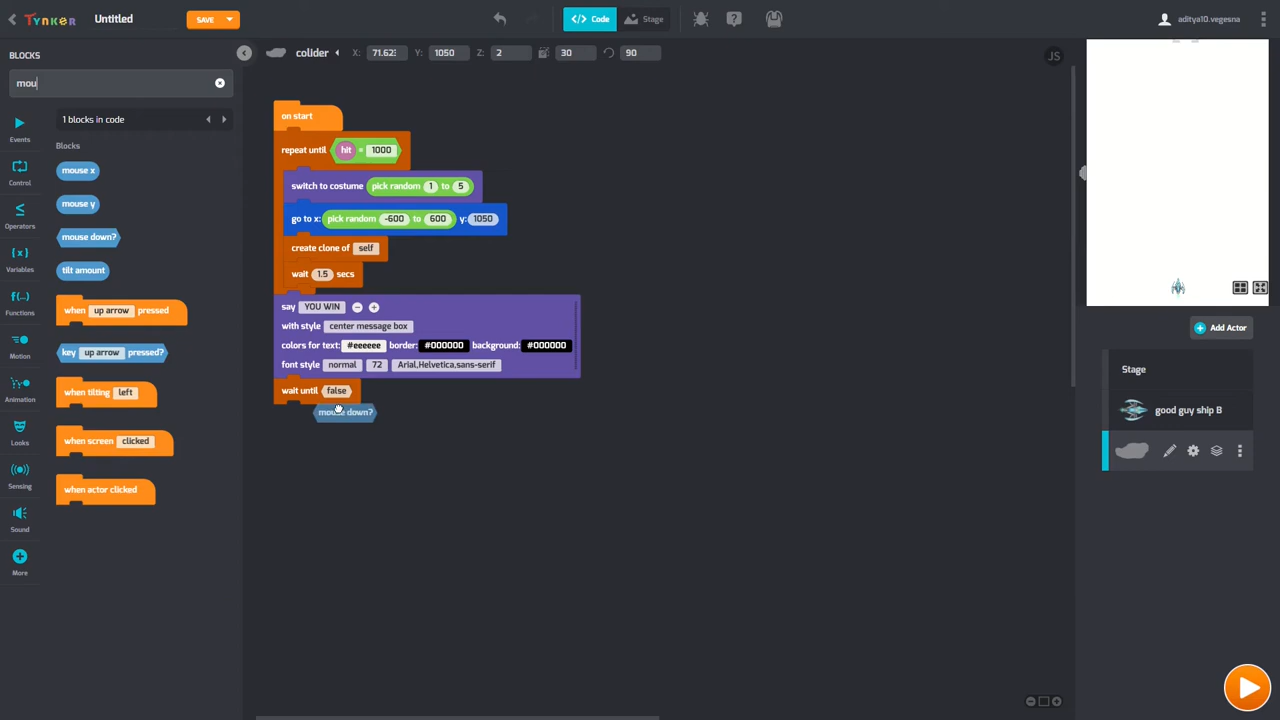 TYNKER
Untitled
SAVE
</> Code
Stage
aditya10.vegesna
BLOCKS
mou
1 blocks in code
Blocks
mouse x
mouse y
mouse down?
tilt amount
when up arrow pressed
key up arrow pressed?
when tilting left
when screen clicked
when actor clicked
Events
Control
Operators
Variables
Functions
Motion
Animation
Looks
Sensing
Sound
More
colider X: 71.62 Y: 1050 Z: 2 30 90
JS
on start
repeat until hit = 1000
switch to costume pick random 1 to 5
go to x: pick random -600 to 600 y: 1050
create clone of self
wait 1.5 secs
say YOU WIN
with style center message box
colors for text: #eeeeee border: #000000 background: #000000
font style normal 72 Arial,Helvetica,sans-serif
wait until false
mouse down?
Add Actor
Stage
good guy ship B